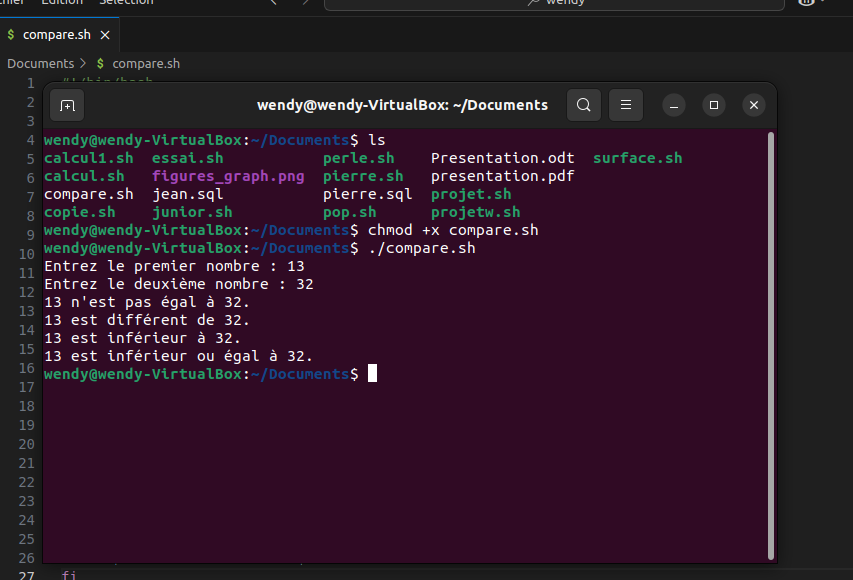 Edition
Sélection
wendy
$ compare.sh
Documents > $ compare.sh
1
2
3
4
5
6
7
8
9
10
11
12
13
14
15
16
17
18
19
20
21
22
23
24
25
26
27 fi
wendy@wendy-VirtualBox: ~/Documents
wendy@wendy-VirtualBox:~/Documents$ ls
calcul1.sh essai.sh perle.sh Presentation.odt surface.sh
calcul.sh figures_graph.png pierre.sh presentation.pdf
compare.sh jean.sql pierre.sql projet.sh
copie.sh junior.sh pop.sh projetw.sh
wendy@wendy-VirtualBox:~/Documents$ chmod +x compare.sh
wendy@wendy-VirtualBox:~/Documents$ ./compare.sh
Entrez le premier nombre : 13
Entrez le deuxième nombre : 32
13 n'est pas égal à 32.
13 est différent de 32.
13 est inférieur à 32.
13 est inférieur ou égal à 32.
wendy@wendy-VirtualBox:~/Documents$